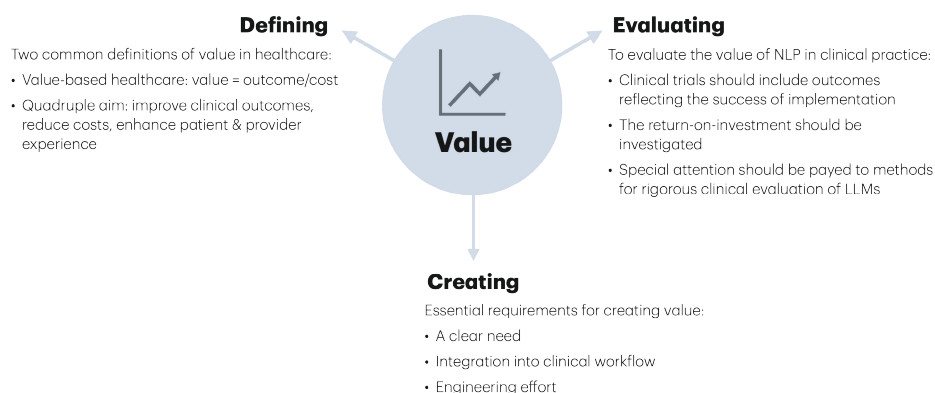 Defining
Two common definitions of value in healthcare:
• Value-based healthcare: value = outcome/cost
• Quadruple aim: improve clinical outcomes,
reduce costs, enhance patient & provider
experience
Value
Evaluating
To evaluate the value of NLP in clinical practice:
• Clinical trials should include outcomes
reflecting the success of implementation
• The return-on-investment should be
investigated
• Special attention should be payed to methods
for rigorous clinical evaluation of LLMs
Creating
Essential requirements for creating value:
• A clear need
• Integration into clinical workflow
• Engineering effort